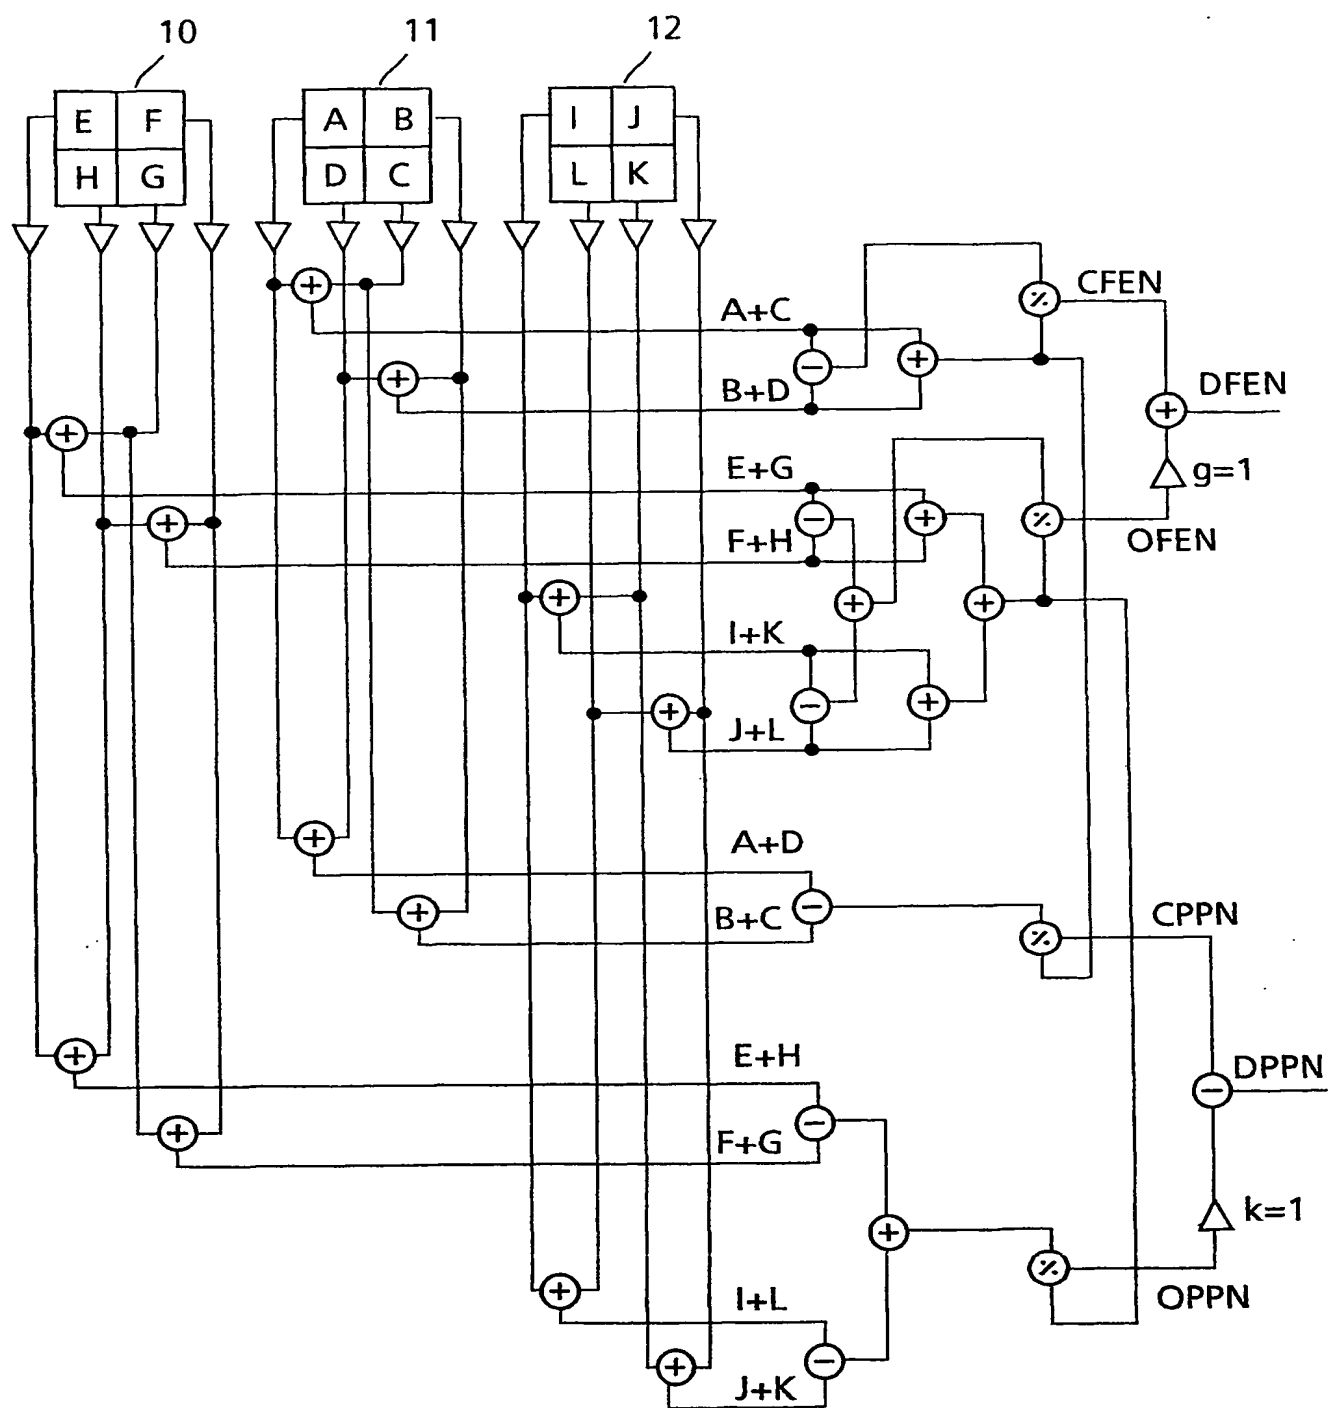 10 11 12
E F A B I J
H G D C L K
CFEN
A+C
DFEN
B+D
E+G
g=1
F+H
OFEN
I+K
J+L
A+D
CPPN
B+C
E+H
DPPN
F+G
k=1
I+L
OPPN
J+K